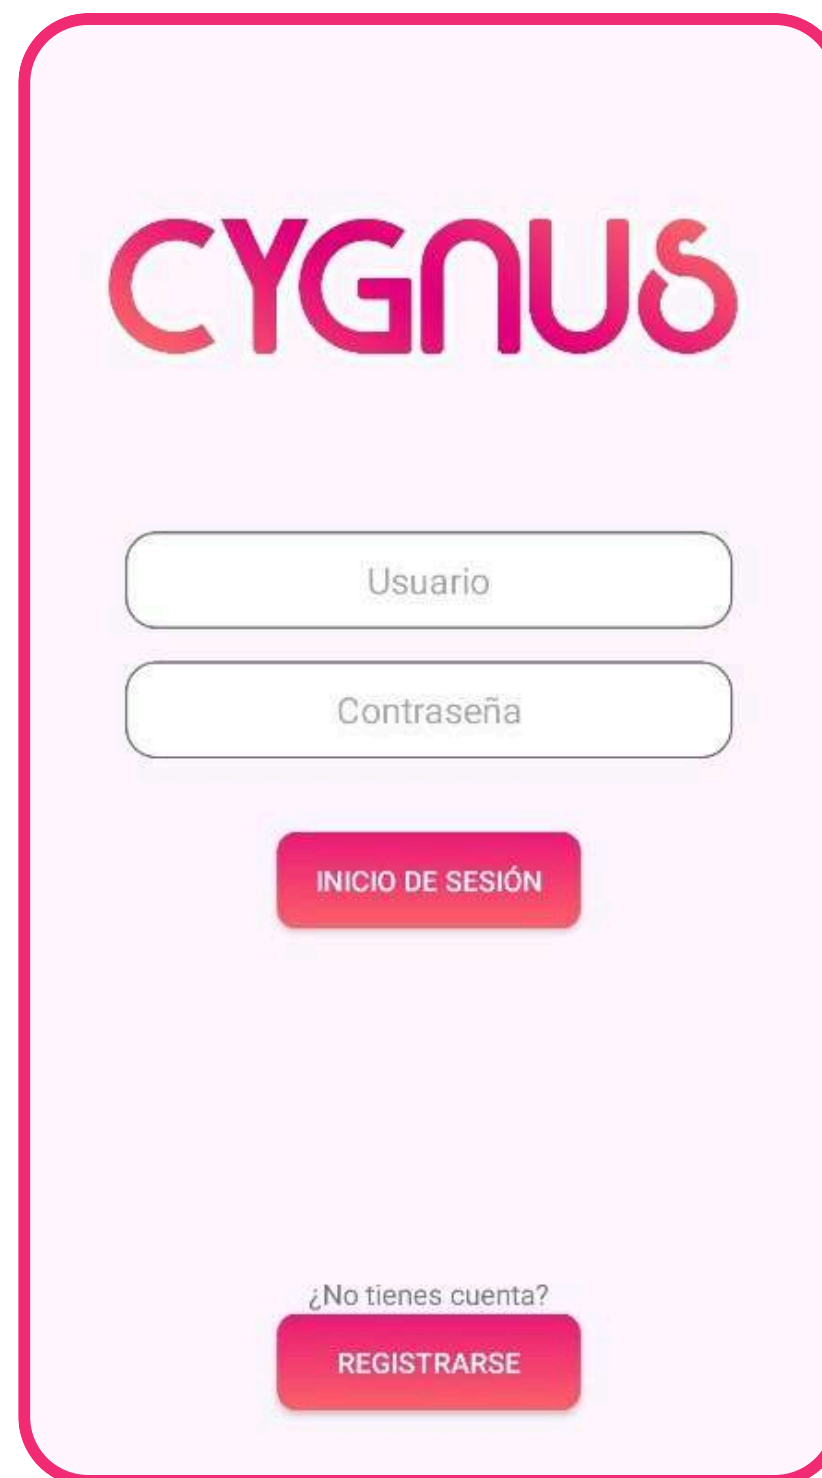 CYGNUS
Usuario
Contraseña
INICIO DE SESIÓN
¿No tienes cuenta?
REGISTRARSE